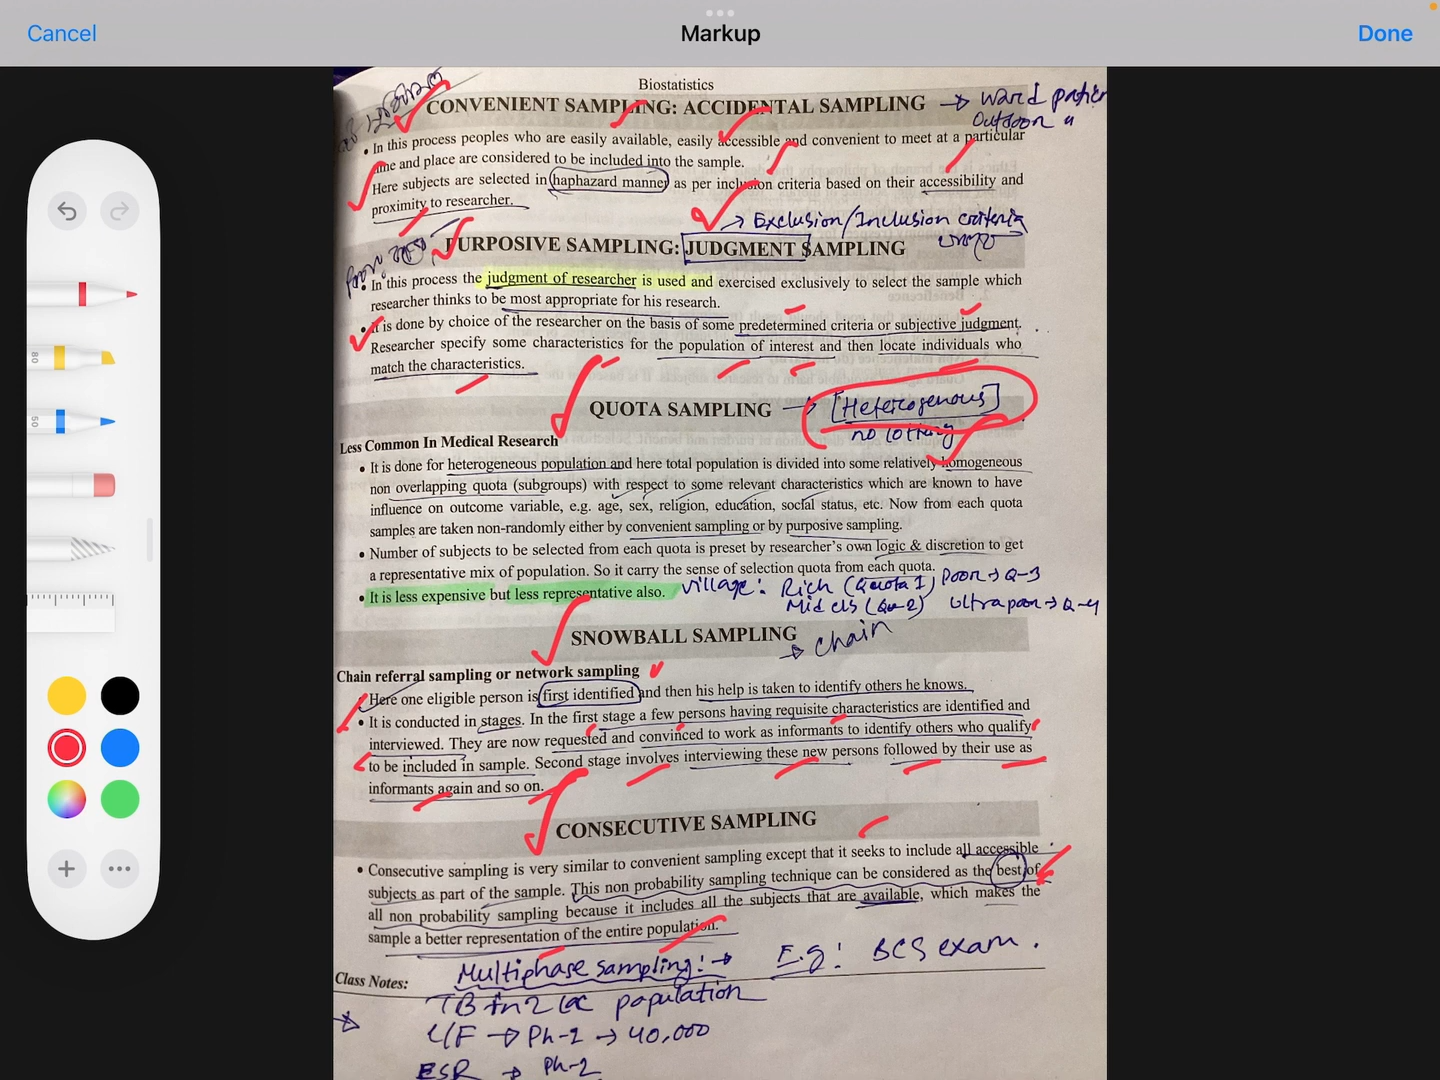 Cancel
Markup
Done
Biostatistics
CONVENIENT SAMPLING: ACCIDENTAL SAMPLING → Ward patien
Outdoor "
• In this process peoples who are easily available, easily accessible and convenient to meet at a particular
time and place are considered to be included into the sample.
Here subjects are selected in haphazard manner as per inclusion criteria based on their accessibility and
proximity to researcher.
→ Exclusion/Inclusion criteria
PURPOSIVE SAMPLING: JUDGMENT SAMPLING
• In this process the judgment of researcher is used and exercised exclusively to select the sample which
researcher thinks to be most appropriate for his research.
• It is done by choice of the researcher on the basis of some predetermined criteria or subjective judgment.
Researcher specify some characteristics for the population of interest and then locate individuals who
match the characteristics.
QUOTA SAMPLING → [Heterogenous]
no lottery
Less Common In Medical Research
• It is done for heterogeneous population and here total population is divided into some relatively homogeneous
non overlapping quota (subgroups) with respect to some relevant characteristics which are known to have
influence on outcome variable, e.g. age, sex, religion, education, social status, etc. Now from each quota
samples are taken non-randomly either by convenient sampling or by purposive sampling.
• Number of subjects to be selected from each quota is preset by researcher's own logic & discretion to get
a representative mix of population. So it carry the sense of selection quota from each quota.
• It is less expensive but less representative also. village: Rich (Quota 1) Poor → Q-3
Mid cls (Qu-2) Ultrapoor → Q-4
SNOWBALL SAMPLING
→ chain
Chain referral sampling or network sampling
Here one eligible person is first identified and then his help is taken to identify others he knows.
• It is conducted in stages. In the first stage a few persons having requisite characteristics are identified and
interviewed. They are now requested and convinced to work as informants to identify others who qualify
to be included in sample. Second stage involves interviewing these new persons followed by their use as
informants again and so on.
CONSECUTIVE SAMPLING
• Consecutive sampling is very similar to convenient sampling except that it seeks to include all accessible
subjects as part of the sample. This non probability sampling technique can be considered as the best of
all non probability sampling because it includes all the subjects that are available, which makes the
sample a better representation of the entire population.
Class Notes: Multiphase sampling: → E.g: BCS exam.
TB in 2 lac population
C/F → Ph-1 → 40,000
ESR → Ph-2
80
50